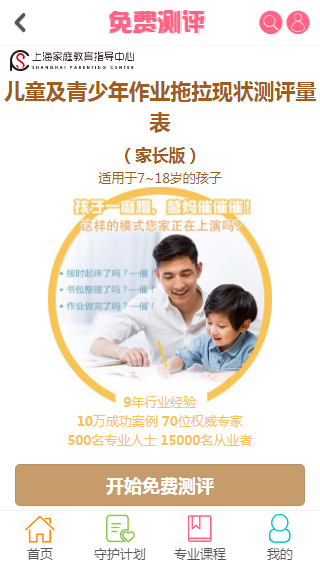 免费测评
上海家庭教育指导中心
SHANGHAI PARENTING CENTER
儿童及青少年作业拖拉现状测评量
表
（家长版）
适用于7~18岁的孩子
孩子一磨蹭，爸妈催催催!
这样的模式您家正在上演吗?
• 按时起床了吗？一催！
• 书包整理了吗？一催！
• 作业做完了吗？一催！
9年行业经验
10万成功案例 70位权威专家
500名专业人士 15000名从业者
开始免费测评
首页
守护计划
专业课程
我的